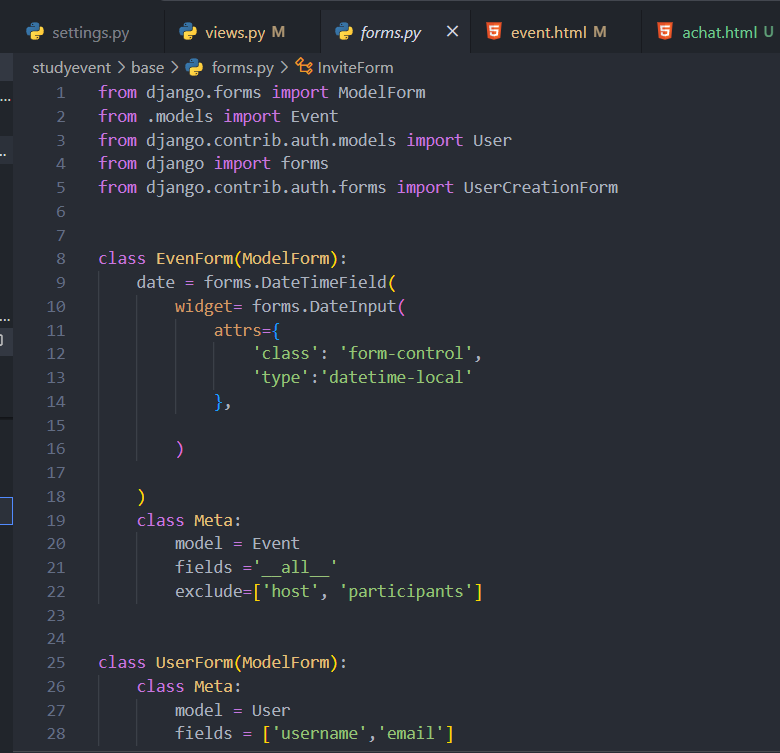 settings.py views.py M forms.py × event.html M achat.html U
studyevent > base > forms.py > InviteForm
1 from django.forms import ModelForm
2 from .models import Event
3 from django.contrib.auth.models import User
4 from django import forms
5 from django.contrib.auth.forms import UserCreationForm
6
7
8 class EvenForm(ModelForm):
9 date = forms.DateTimeField(
10 widget= forms.DateInput(
11 attrs={
12 'class': 'form-control',
13 'type':'datetime-local'
14 },
15
16 )
17
18 )
19 class Meta:
20 model = Event
21 fields ='__all__'
22 exclude=['host', 'participants']
23
24
25 class UserForm(ModelForm):
26 class Meta:
27 model = User
28 fields = ['username','email']